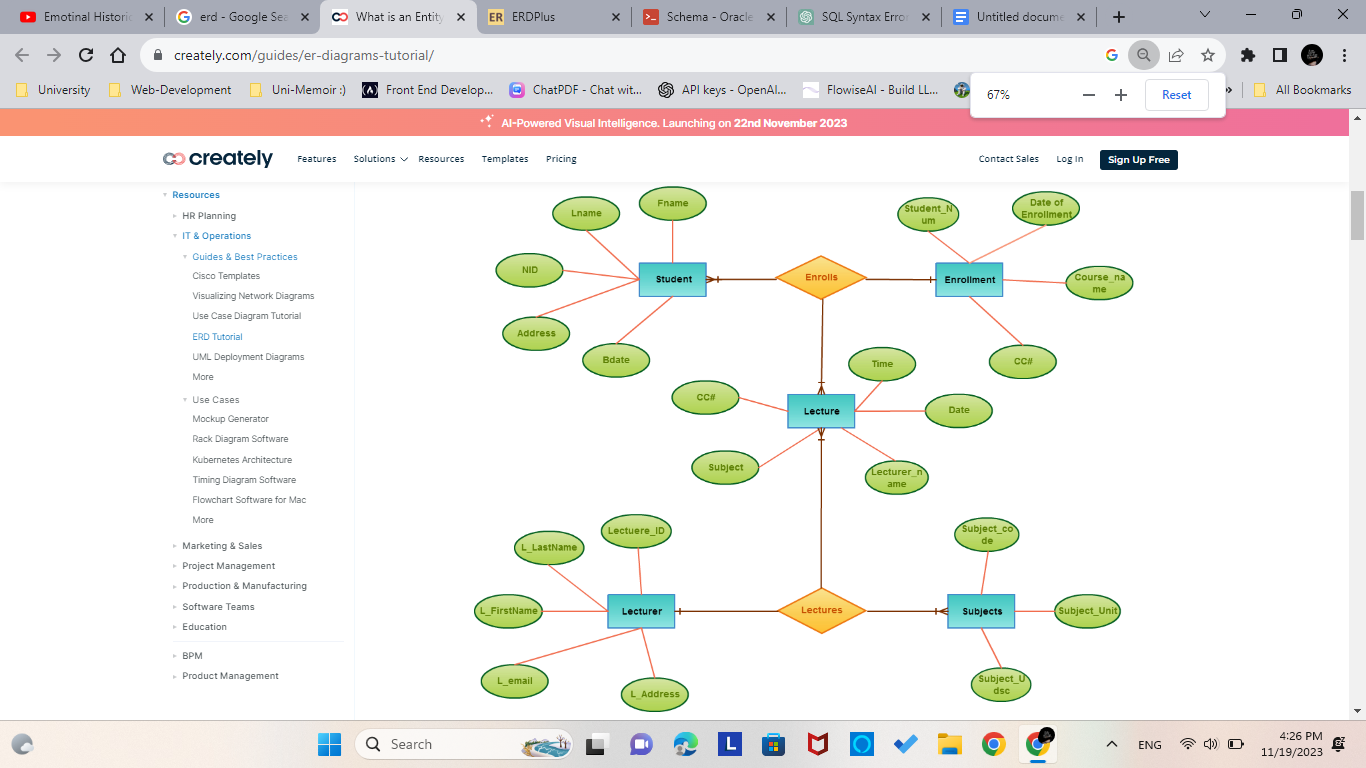 Emotinal Historic
erd - Google Sea
What is an Entity
ERDPlus
Schema - Oracle
SQL Syntax Error
Untitled docume
creately.com/guides/er-diagrams-tutorial/
University
Web-Development
Uni-Memoir :)
Front End Develop...
ChatPDF - Chat wit...
API keys - OpenAI...
FlowiseAI - Build LL...
»
All Bookmarks
67%
Reset
AI-Powered Visual Intelligence. Launching on 22nd November 2023
creately
Features
Solutions
Resources
Templates
Pricing
Contact Sales
Log In
Sign Up Free
Resources
HR Planning
IT & Operations
Guides & Best Practices
Cisco Templates
Visualizing Network Diagrams
Use Case Diagram Tutorial
ERD Tutorial
UML Deployment Diagrams
More
Use Cases
Mockup Generator
Rack Diagram Software
Kubernetes Architecture
Timing Diagram Software
Flowchart Software for Mac
More
Marketing & Sales
Project Management
Production & Manufacturing
Software Teams
Education
BPM
Product Management
Lname
Fname
NID
Address
Bdate
Student
Enrolls
Enrollment
Student_N
um
Date of
Enrollment
Course_na
me
CC#
CC#
Time
Lecture
Date
Subject
Lecturer_n
ame
L_LastName
Lectuere_ID
L_FirstName
Lecturer
L_email
L_Address
Lectures
Subject_co
de
Subjects
Subject_Unit
Subject_U
dsc
Search
L
ENG
4:26 PM
11/19/2023